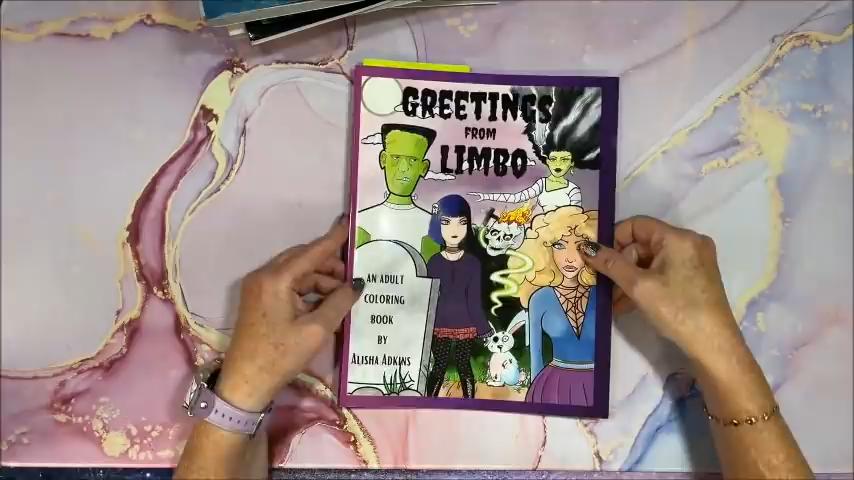 GREETINGS
FROM
LIMBO
AN ADULT
COLORING
BOOK
BY
ALISHA ADKINS